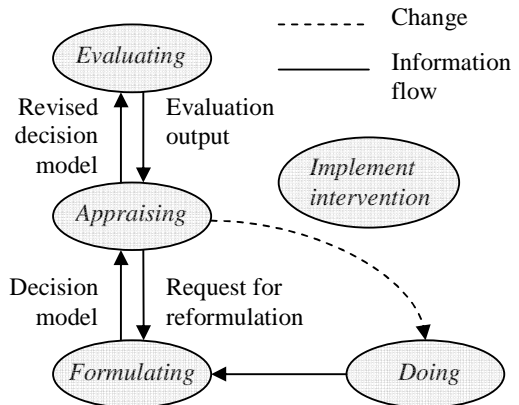 Change
Information
flow
Evaluating
Revised
decision
model
Evaluation
output
Implement
intervention
Appraising
Decision
model
Request for
reformulation
Formulating
Doing